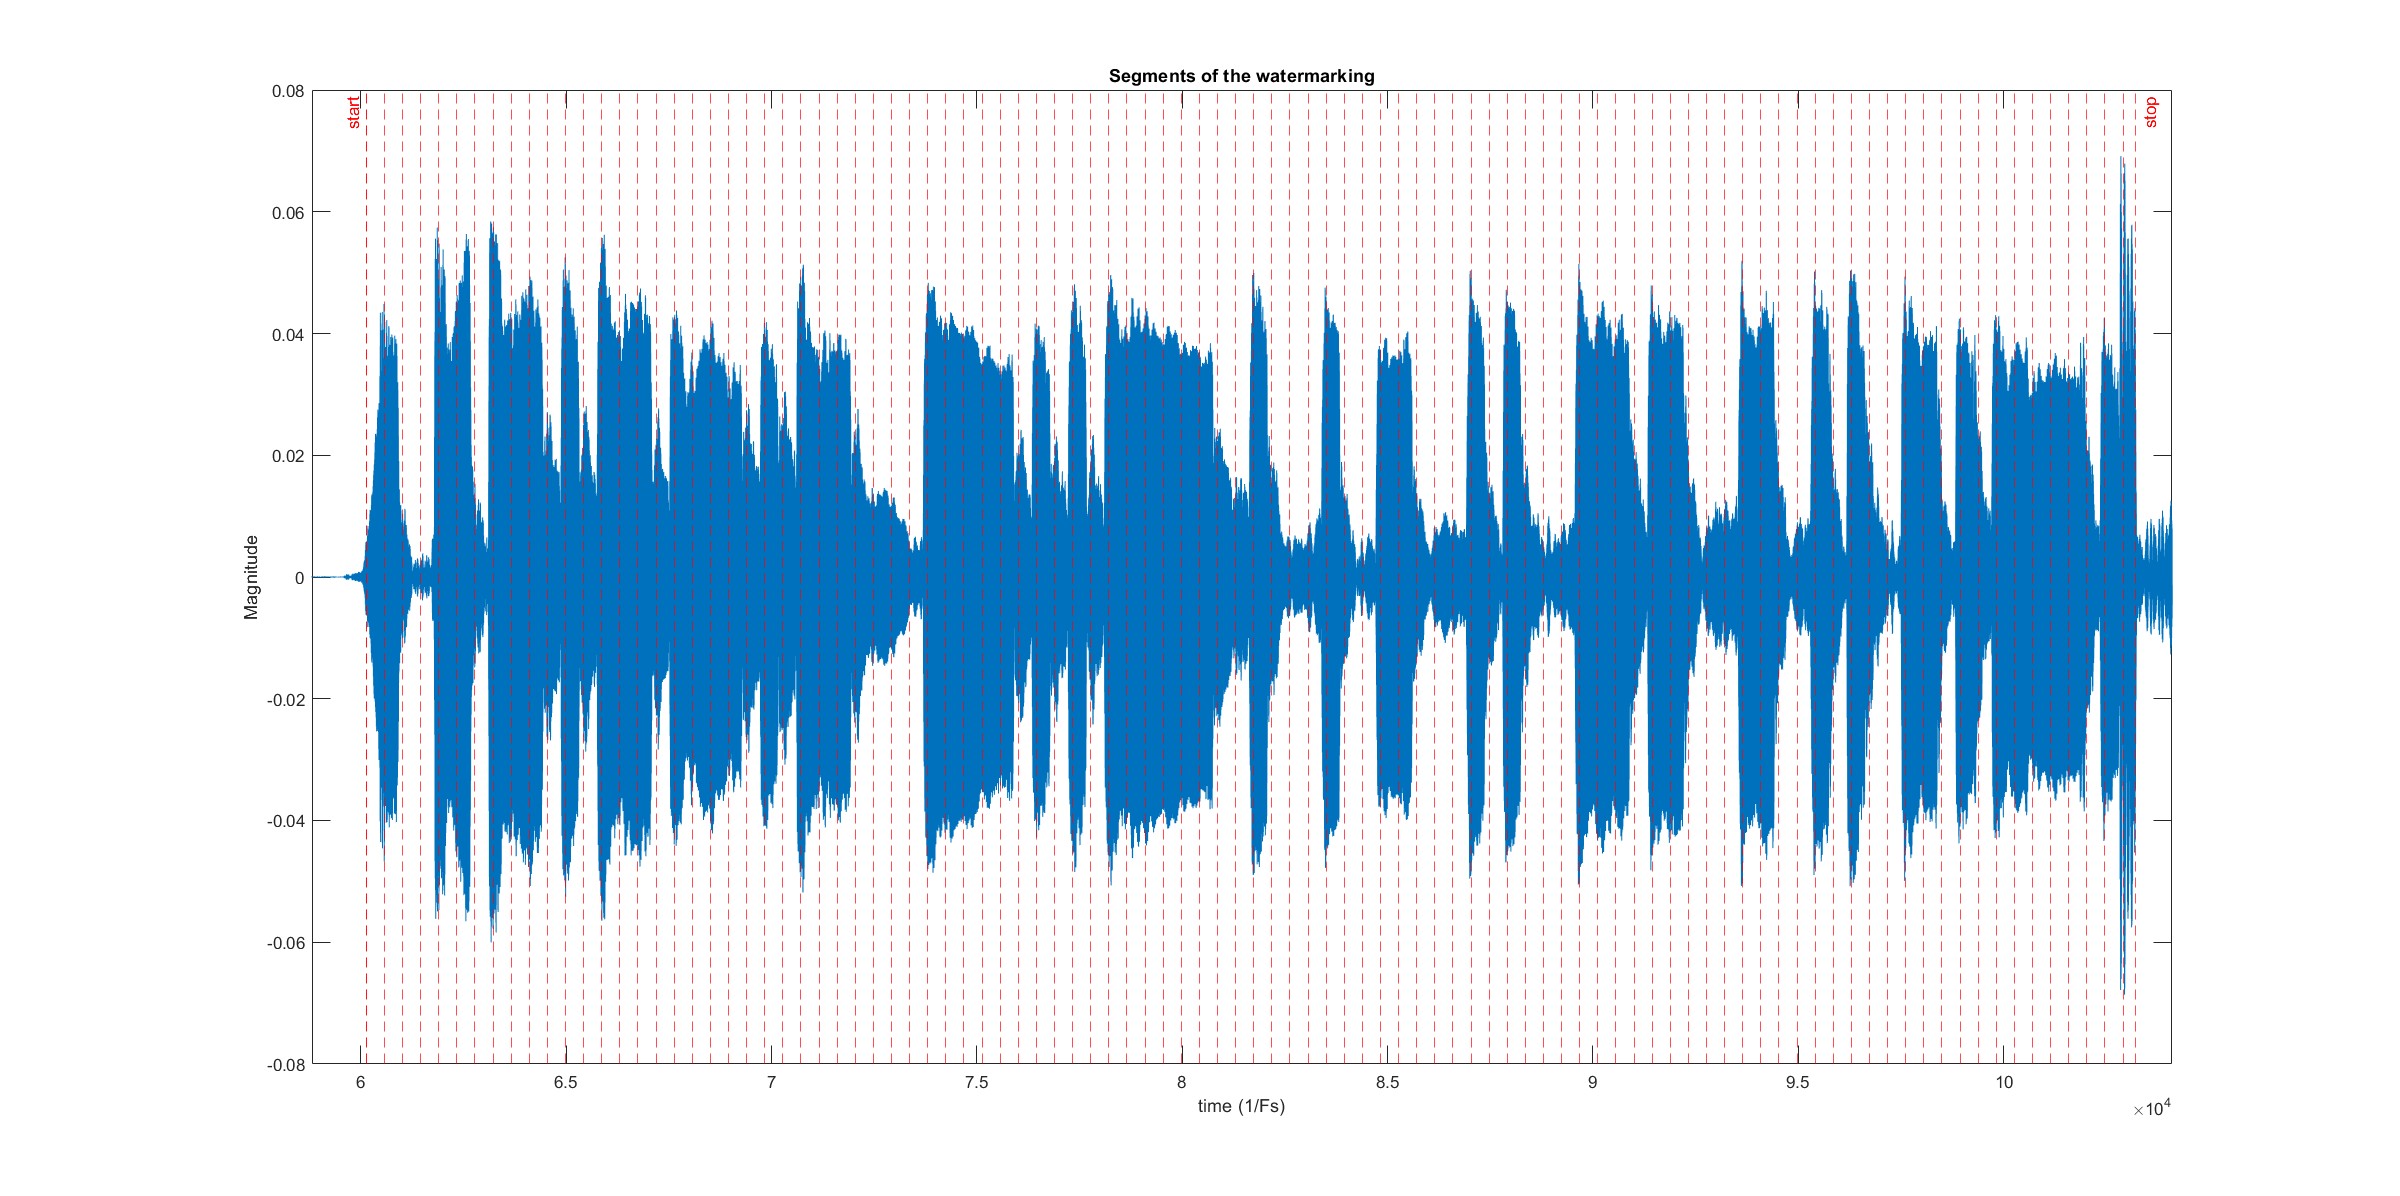 Segments of the watermarking
start
stop
0.08
0.06
0.04
0.02
0
-0.02
-0.04
-0.06
-0.08
Magnitude
6 6.5 7 7.5 8 8.5 9 9.5 10
time (1/Fs)
×10⁴